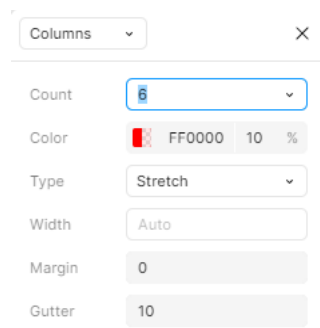 Columns
Count 6
Color FF0000 10 %
Type Stretch
Width Auto
Margin 0
Gutter 10